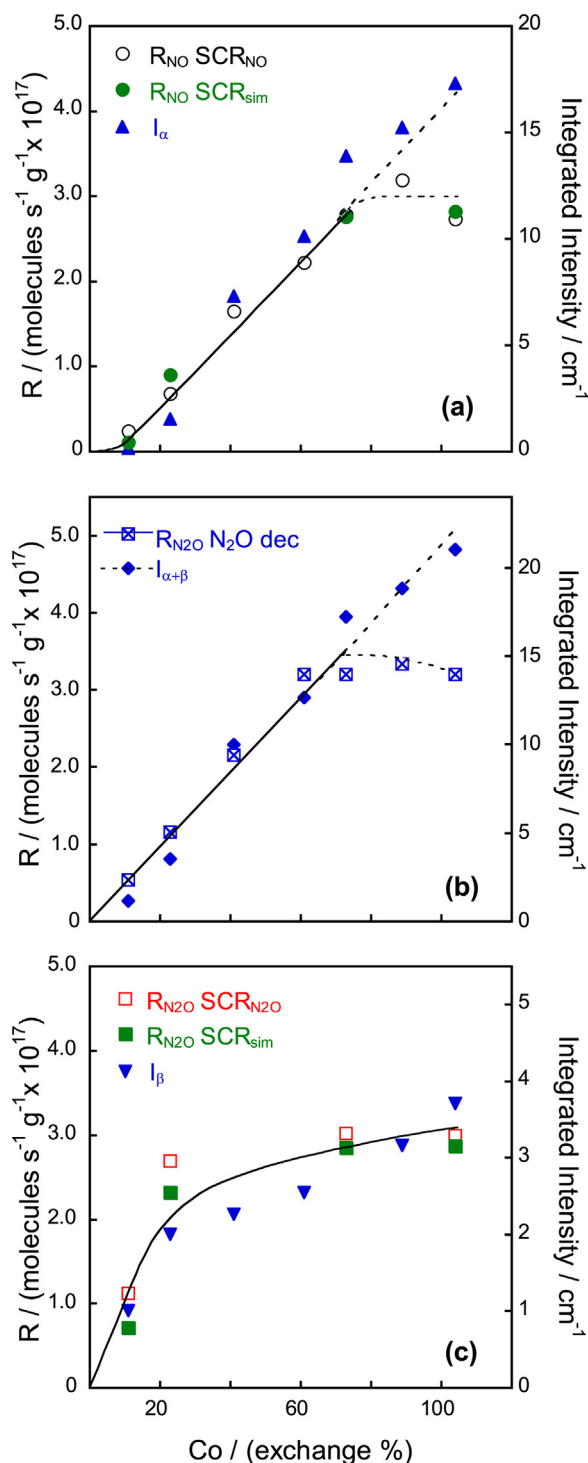 5.0
4.0
3.0
2.0
1.0
0
20
15
10
5
0
R / (molecules s⁻¹ g⁻¹x 10¹⁷)
Integrated Intensity / cm⁻¹
R_NO SCR_NO
R_NO SCR_sim
I_α
(a)
5.0
4.0
3.0
2.0
1.0
0
20
15
10
5
0
R / (molecules s⁻¹ g⁻¹x 10¹⁷)
Integrated Intensity / cm⁻¹
R_N2O N₂O dec
I_α+β
(b)
5.0
4.0
3.0
2.0
1.0
0
5
4
3
2
1
0
R / (molecules s⁻¹ g⁻¹x 10¹⁷)
Integrated Intensity / cm⁻¹
R_N2O SCR_N2O
R_N2O SCR_sim
I_β
(c)
20 60 100
Co / (exchange %)